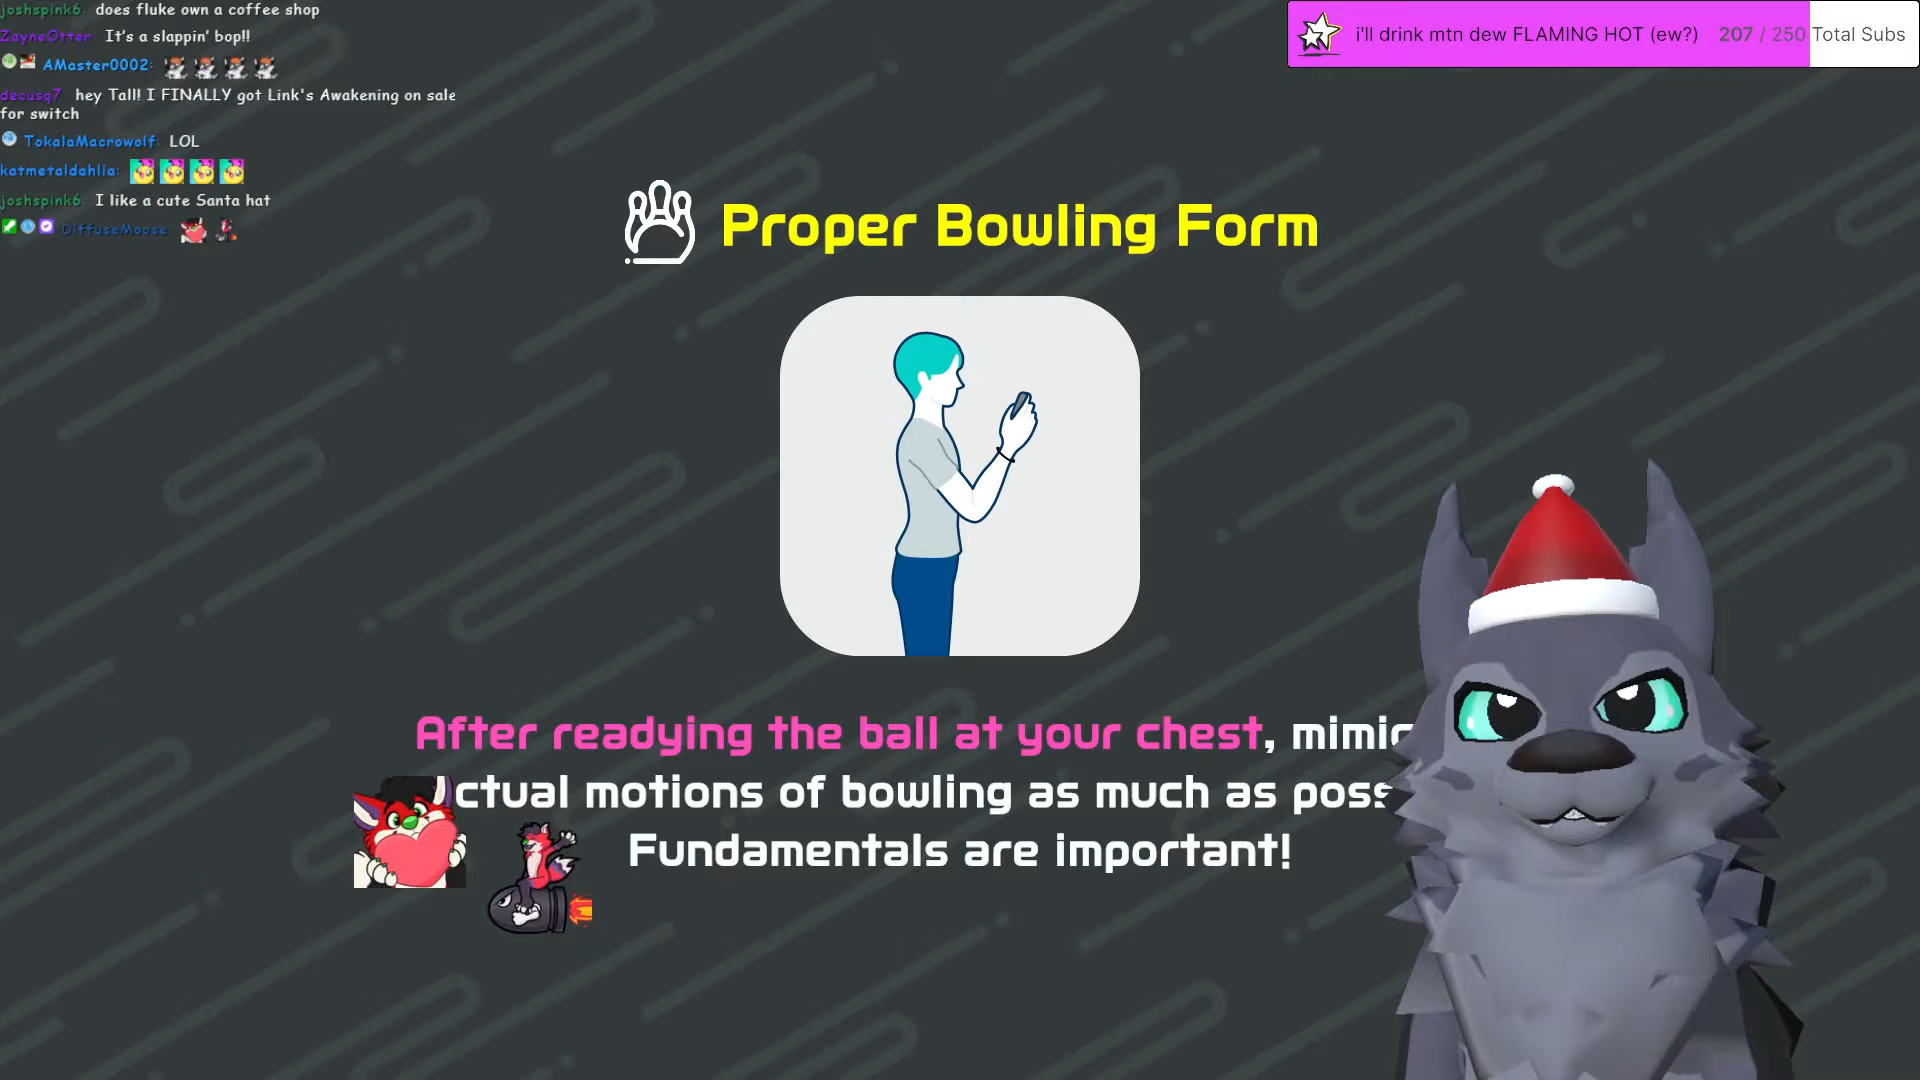 joshspink6: does fluke own a coffee shop
ZayneOtter: It's a slappin' bop!!
AMaster0002:
decusq7 hey Tall! I FINALLY got Link's Awakening on sale
for switch
TokalaMacrowolf: LOL
katmetaldahlia:
joshspink6 I like a cute Santa hat
DiffuseMoose
i'll drink mtn dew FLAMING HOT (ew?) 207 / 250 Total Subs
Proper Bowling Form
After readying the ball at your chest, mimic
ctual motions of bowling as much as poss
Fundamentals are important!